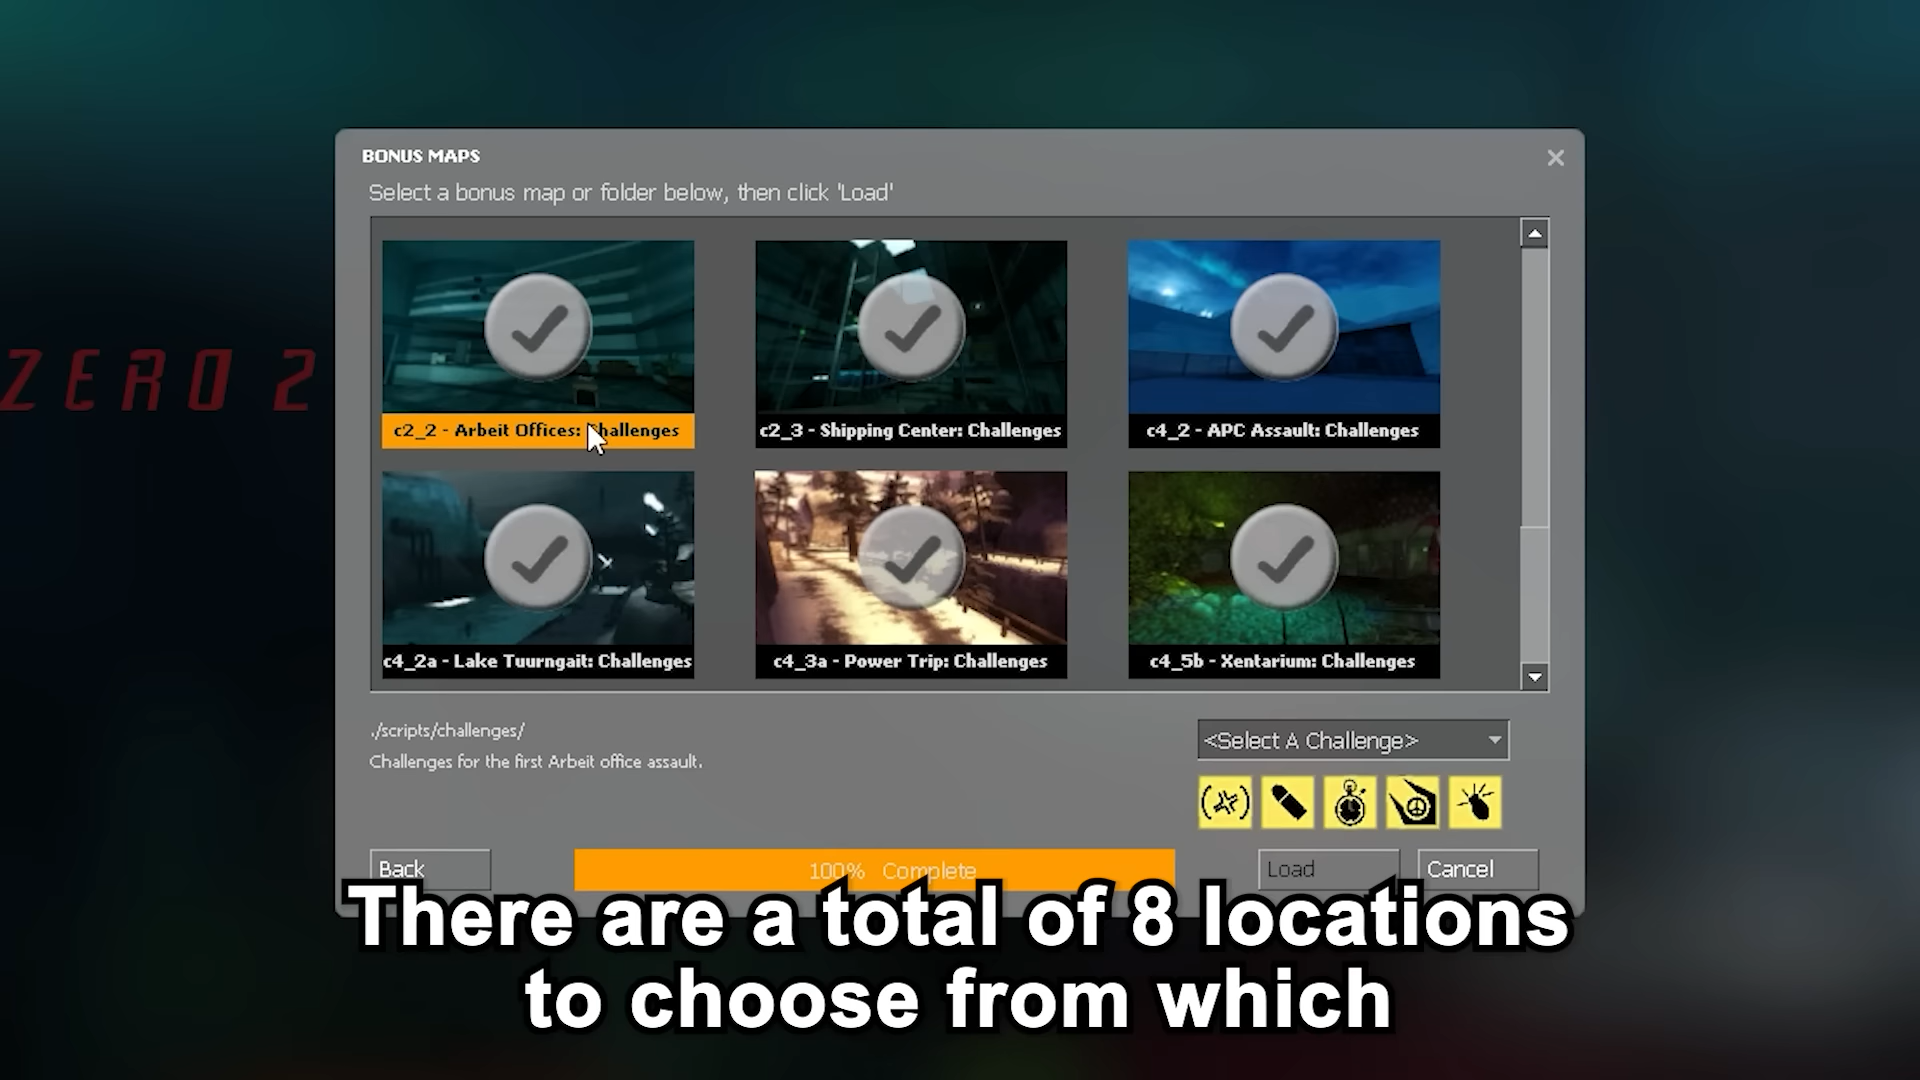 BONUS MAPS
Select a bonus map or folder below, then click 'Load'
ZERO 2
c2_2 - Arbeit Offices: Challenges
c2_3 - Shipping Center: Challenges
c4_2 - APC Assault: Challenges
c4_2a - Lake Tuurngait: Challenges
c4_3a - Power Trip: Challenges
c4_5b - Xentarium: Challenges
./scripts/challenges/
<Select A Challenge>
Challenges for the first Arbeit office assault.
Back
100% Complete
Load
Cancel
There are a total of 8 locations
to choose from which